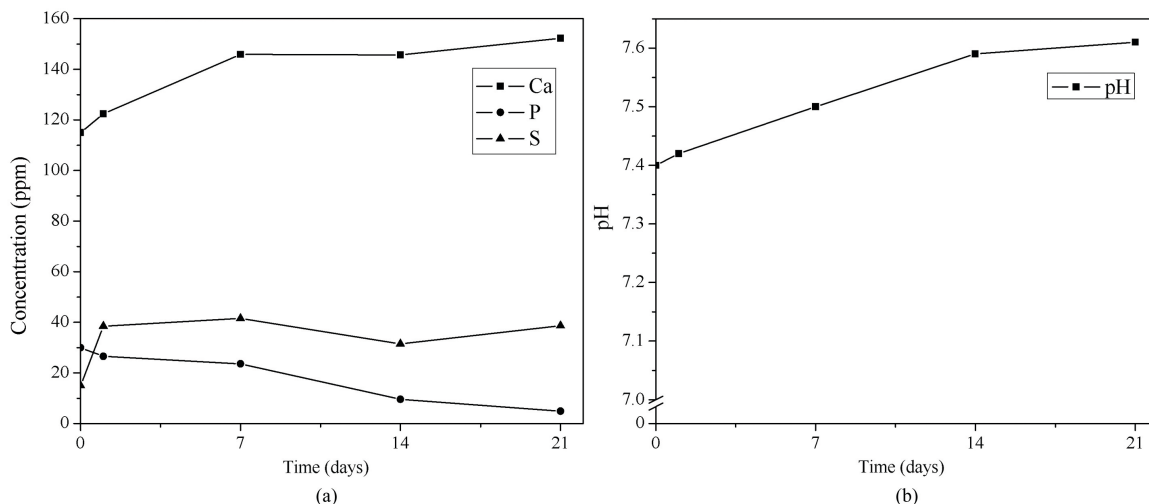 160
140
120
100
80
60
40
20
0
Concentration (ppm)
Ca
P
S
0 7 14 21
Time (days)
(a)
7.6
7.5
7.4
7.3
7.2
7.1
7.0
0
pH
pH
0 7 14 21
Time (days)
(b)